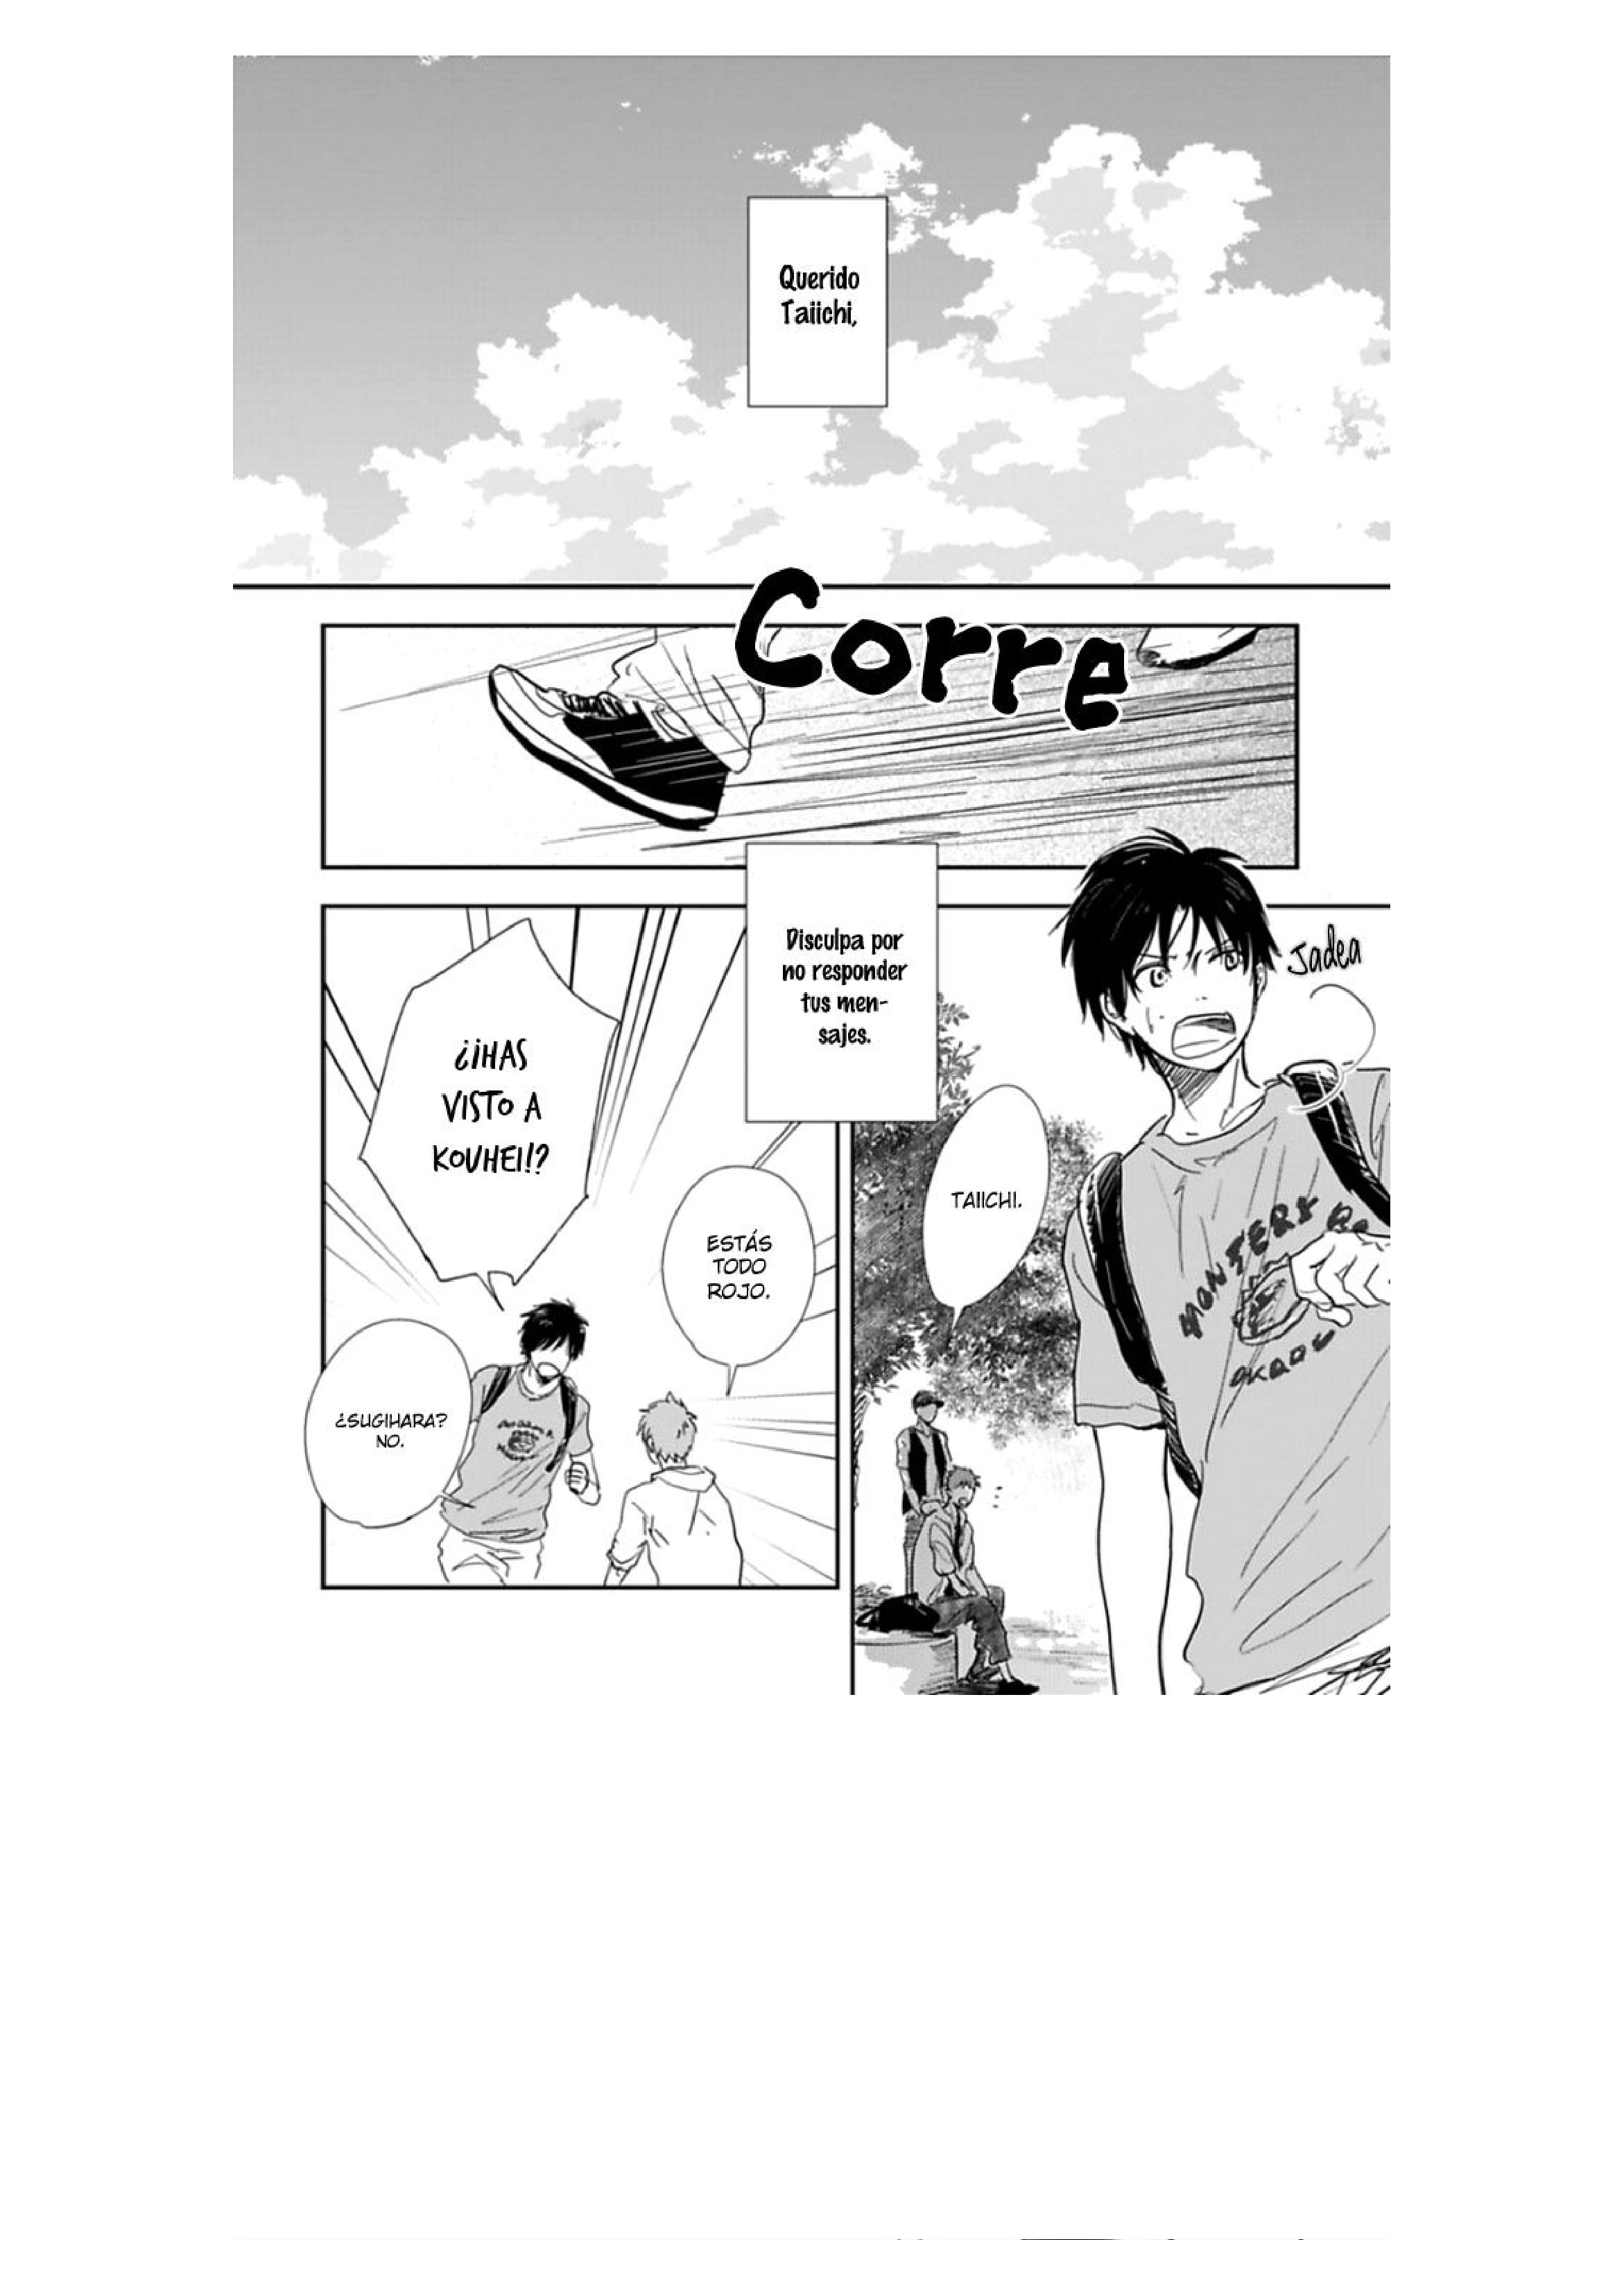 Querido
Taiichi,
Corre
Disculpa por
no responder
tus men-
sajes.
Jadea
TAIICHI.
¿¡HAS
VISTO A
KOUHEI!?
ESTÁS
TODO
ROJO.
¿SUGIHARA?
NO.